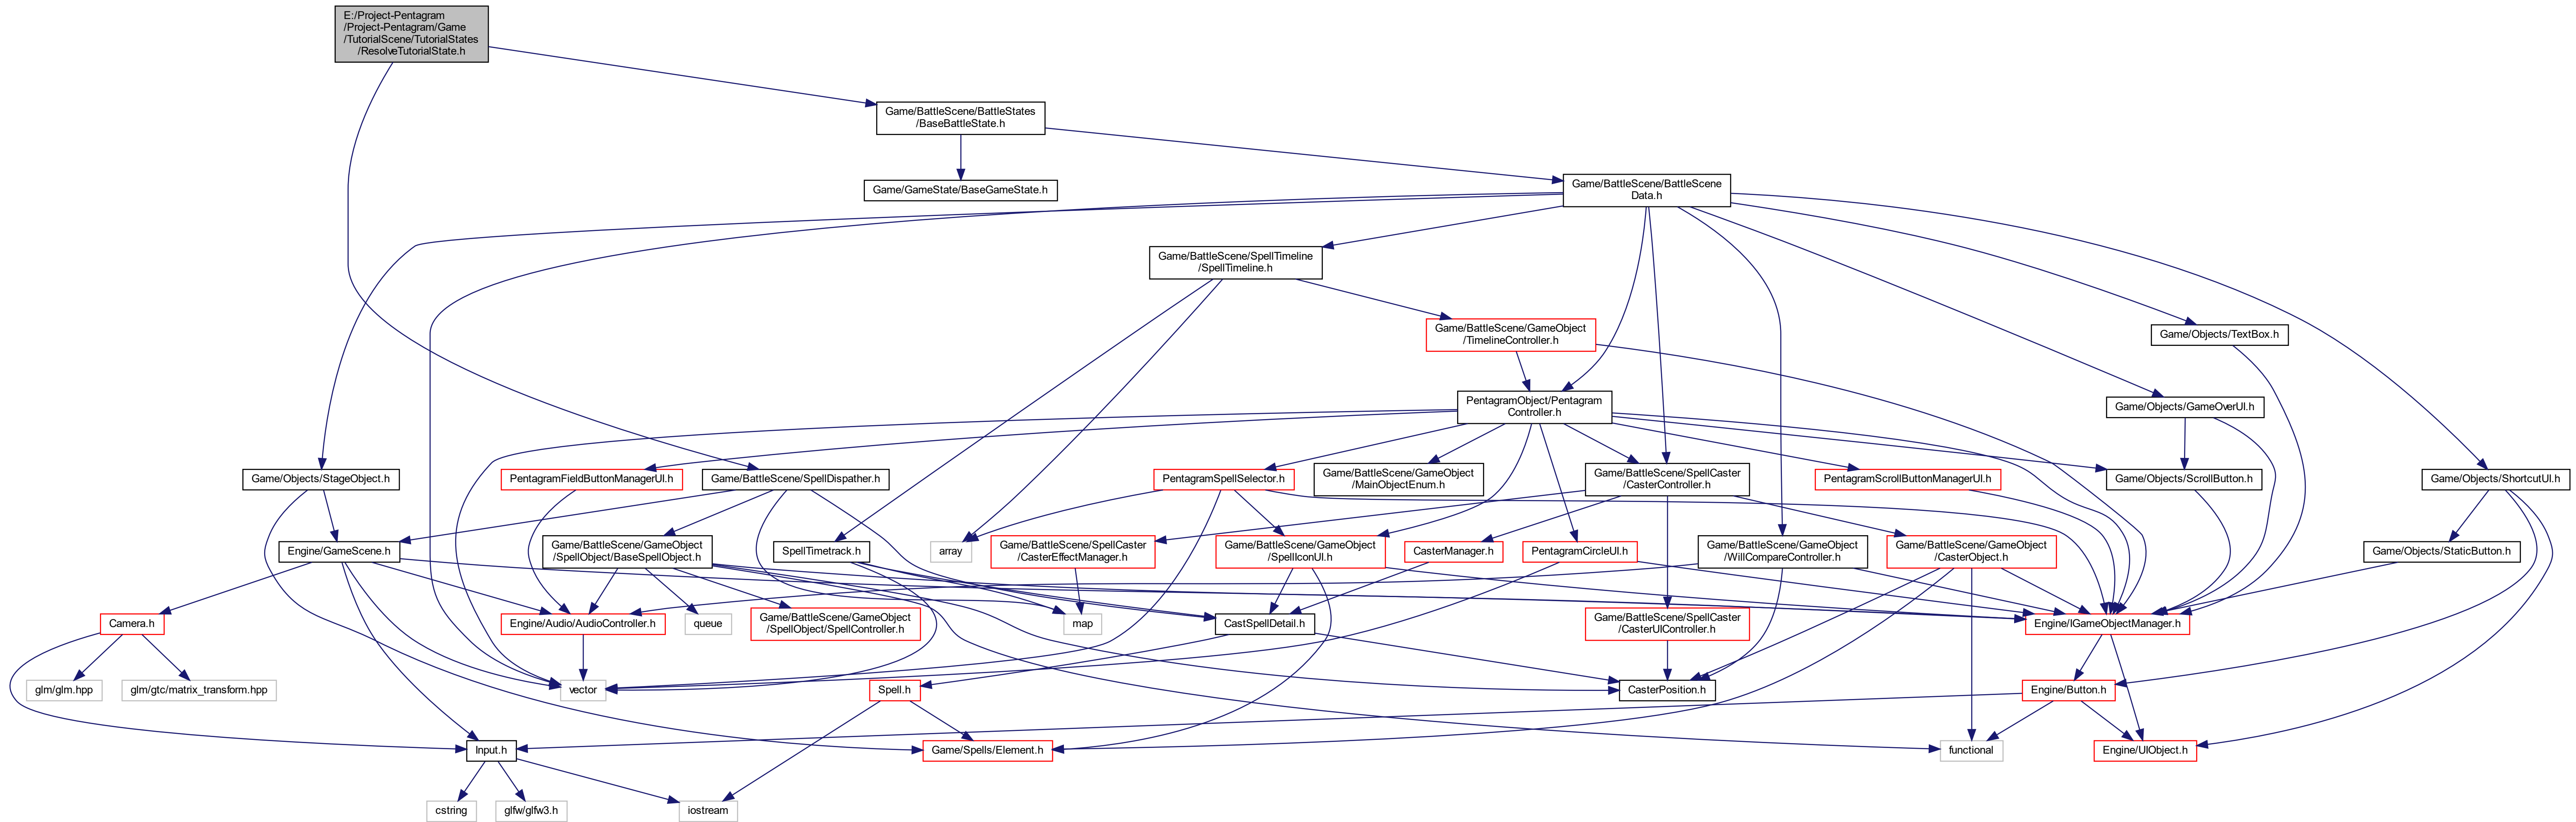 E:/Project-Pentagram
/Project-Pentagram/Game
/TutorialScene/TutorialStates
/ResolveTutorialState.h
Game/BattleScene/BattleStates
/BaseBattleState.h
Game/GameState/BaseGameState.h
Game/BattleScene/BattleScene
Data.h
Game/BattleScene/SpellTimeline
/SpellTimeline.h
Game/BattleScene/GameObject
/TimelineController.h
Game/Objects/TextBox.h
PentagramObject/Pentagram
Controller.h
Game/Objects/GameOverUI.h
Game/Objects/StageObject.h
PentagramFieldButtonManagerUI.h
Game/BattleScene/SpellDispather.h
PentagramSpellSelector.h
Game/BattleScene/GameObject
/MainObjectEnum.h
Game/BattleScene/SpellCaster
/CasterController.h
PentagramScrollButtonManagerUI.h
Game/Objects/ScrollButton.h
Game/Objects/ShortcutUI.h
Engine/GameScene.h
Game/BattleScene/GameObject
/SpellObject/BaseSpellObject.h
SpellTimetrack.h
array
Game/BattleScene/SpellCaster
/CasterEffectManager.h
Game/BattleScene/GameObject
/SpellIconUI.h
CasterManager.h
PentagramCircleUI.h
Game/BattleScene/GameObject
/WillCompareController.h
Game/BattleScene/GameObject
/CasterObject.h
Game/Objects/StaticButton.h
Camera.h
Engine/Audio/AudioController.h
queue
Game/BattleScene/GameObject
/SpellObject/SpellController.h
map
CastSpellDetail.h
Game/BattleScene/SpellCaster
/CasterUIController.h
Engine/IGameObjectManager.h
glm/glm.hpp
glm/gtc/matrix_transform.hpp
vector
Spell.h
CasterPosition.h
Engine/Button.h
Input.h
Game/Spells/Element.h
functional
Engine/UIObject.h
cstring
glfw/glfw3.h
iostream